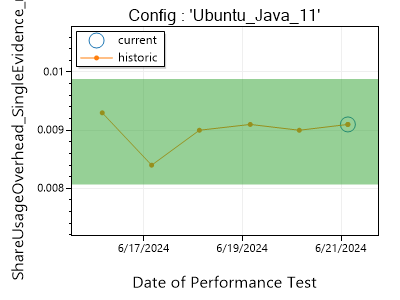 Config : 'Ubuntu_Java_11'
current
historic
0.01
0.009
0.008
6/17/2024
6/19/2024
6/21/2024
Date of Performance Test
ShareUsageOverhead_SingleEvidence_